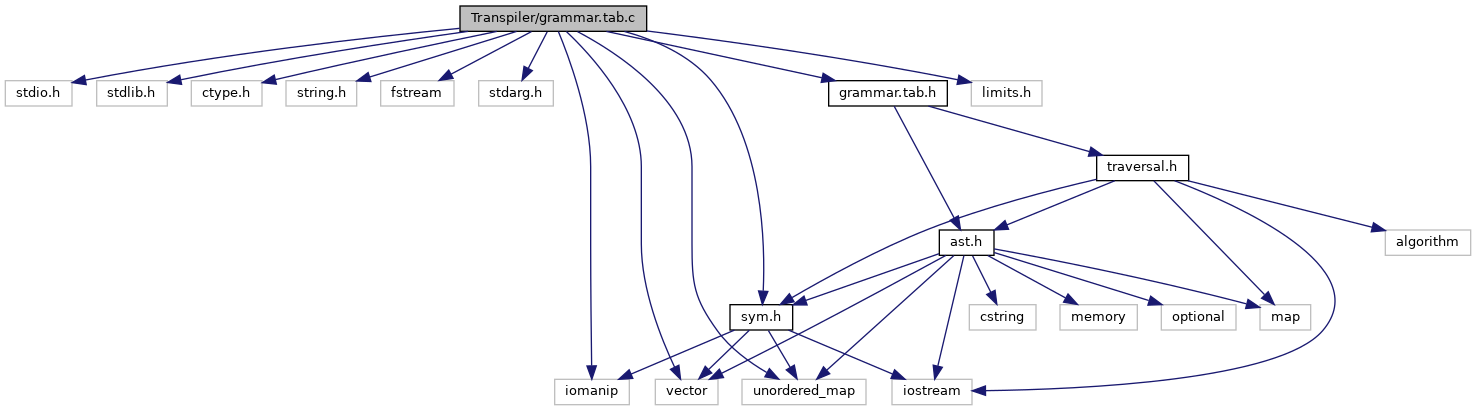 Transpiler/grammar.tab.c
stdio.h
stdlib.h
ctype.h
string.h
fstream
stdarg.h
grammar.tab.h
limits.h
traversal.h
ast.h
algorithm
sym.h
cstring
memory
optional
map
iomanip
vector
unordered_map
iostream